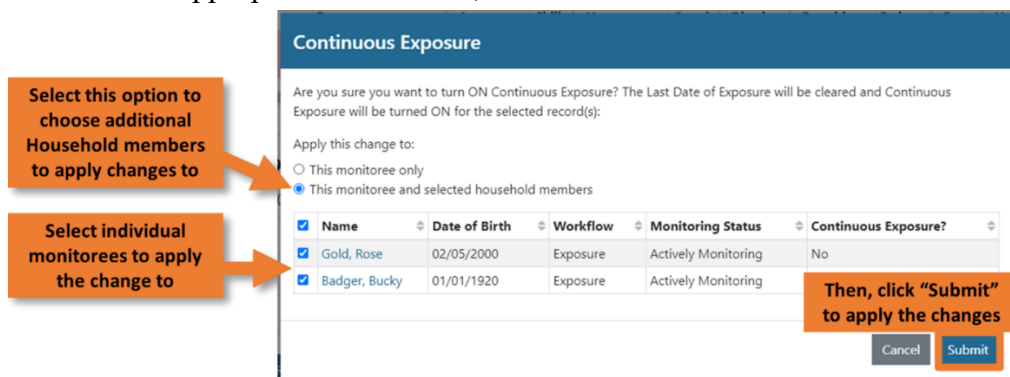 Continuous Exposure
Are you sure you want to turn ON Continuous Exposure? The Last Date of Exposure will be cleared and Continuous
Exposure will be turned ON for the selected record(s):
Apply this change to:
This monitoree only
This monitoree and selected household members
Select this option to
choose additional
Household members
to apply changes to
Name Date of Birth Workflow Monitoring Status Continuous Exposure?
Gold, Rose 02/05/2000 Exposure Actively Monitoring No
Badger, Bucky 01/01/1920 Exposure Actively Monitoring
Select individual
monitorees to apply
the change to
Then, click “Submit”
to apply the changes
Cancel Submit